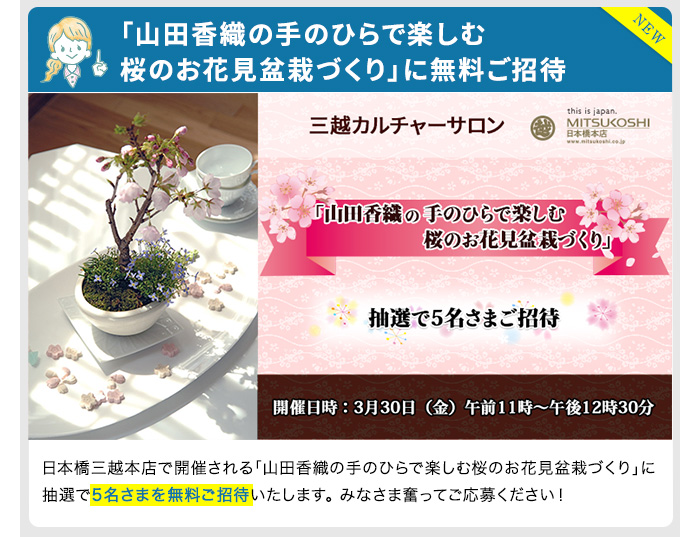 「山田香織の手のひらで楽しむ
桜のお花見盆栽づくり」に無料ご招待
NEW
三越カルチャーサロン
this is japan.
MITSUKOSHI
日本橋本店
www.mitsukoshi.co.jp
「山田香織の手のひらで楽しむ
桜のお花見盆栽づくり」
抽選で5名さまご招待
開催日時：3月30日（金）午前11時～午後12時30分
日本橋三越本店で開催される「山田香織の手のひらで楽しむ桜のお花見盆栽づくり」に
抽選で5名さまを無料ご招待いたします。みなさま奮ってご応募ください！